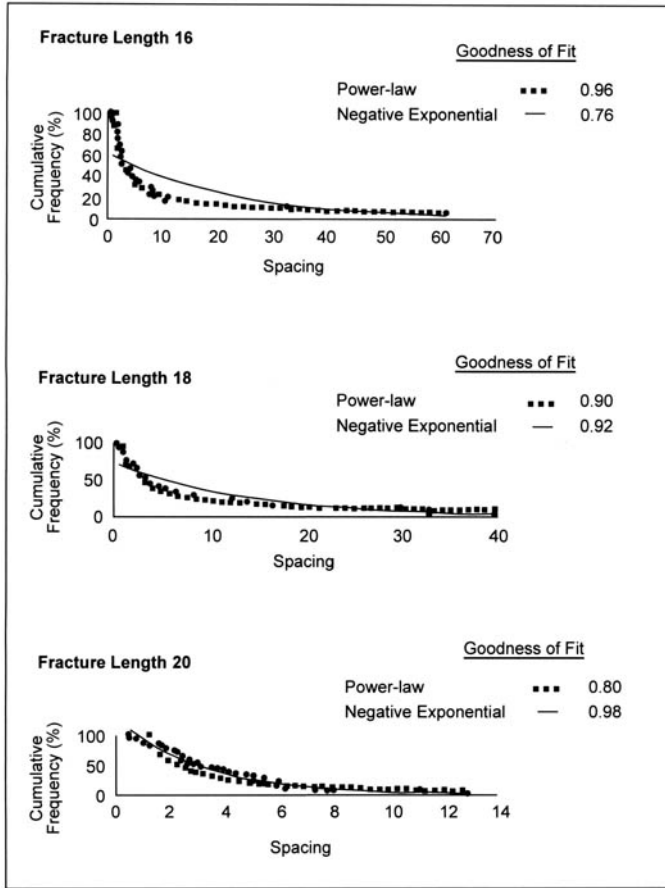 Fracture Length 16
Goodness of Fit
Power-law 0.96
Negative Exponential 0.76
Cumulative
Frequency (%)
100
80
60
40
20
0
0 10 20 30 40 50 60 70
Spacing
Fracture Length 18
Goodness of Fit
Power-law 0.90
Negative Exponential 0.92
Cumulative
Frequency (%)
100
50
0
0 10 20 30 40
Spacing
Fracture Length 20
Goodness of Fit
Power-law 0.80
Negative Exponential 0.98
Cumulative
Frequency (%)
100
50
0
0 2 4 6 8 10 12 14
Spacing